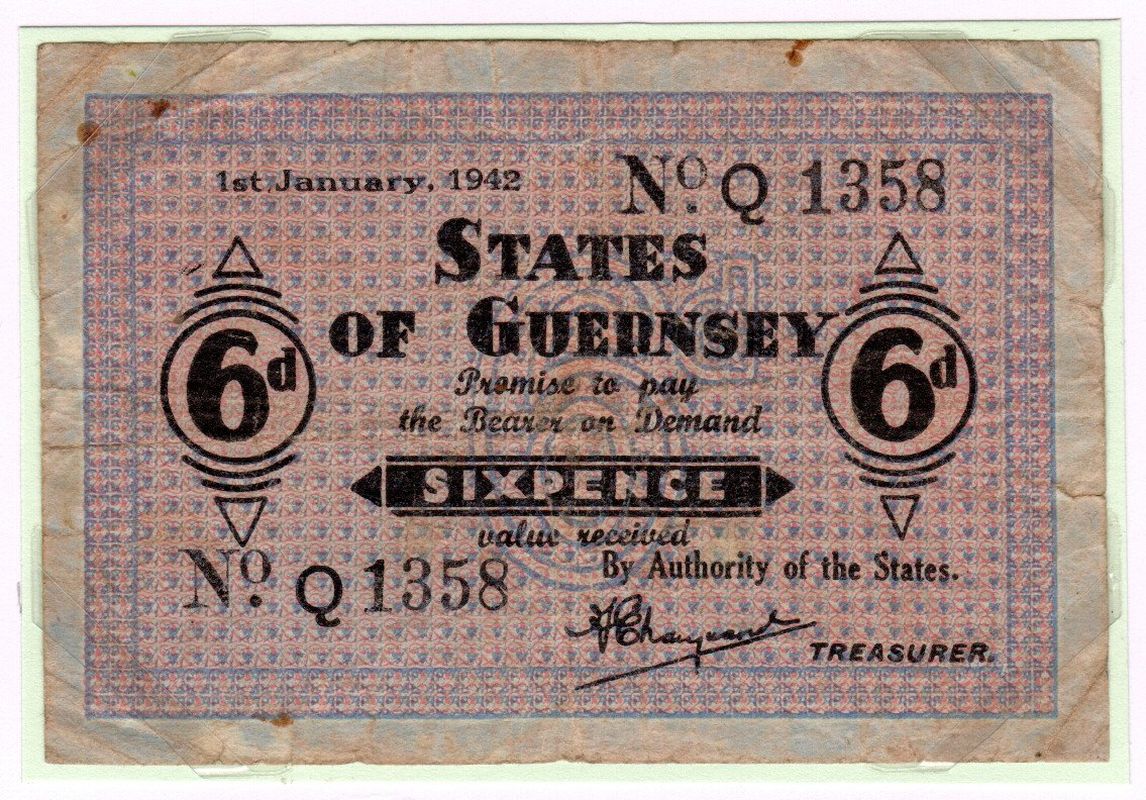 1st, January, 1942
No. Q 1358
STATES
OF GUERNSEY
6d
6d
Promise to pay
the Bearer on Demand
SIXPENCE
value received
No. Q 1358
By Authority of the States.
TREASURER.